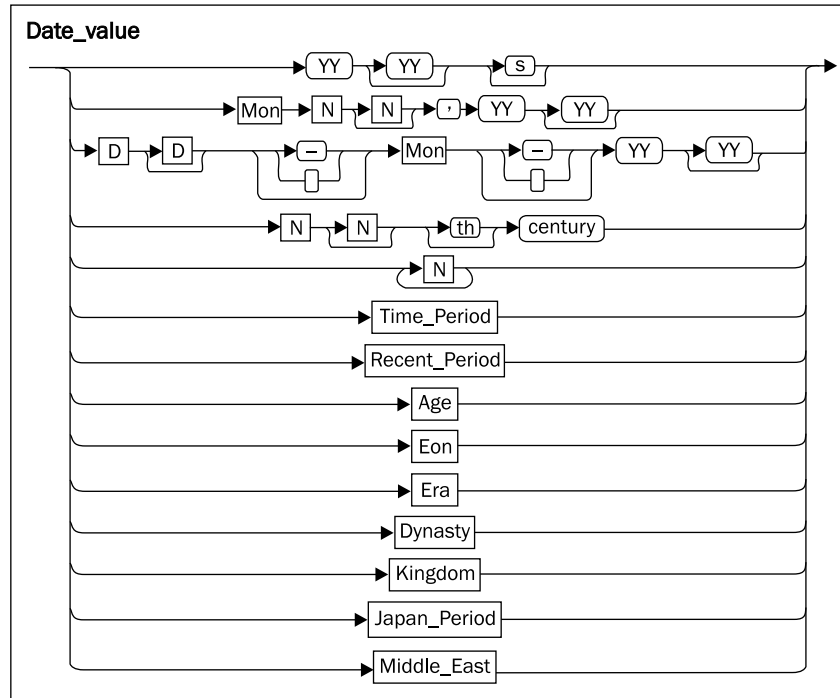 Date_value
YY YY s
Mon N N , YY YY
D D – Mon – YY YY
N N th century
N
Time_Period
Recent_Period
Age
Eon
Era
Dynasty
Kingdom
Japan_Period
Middle_East